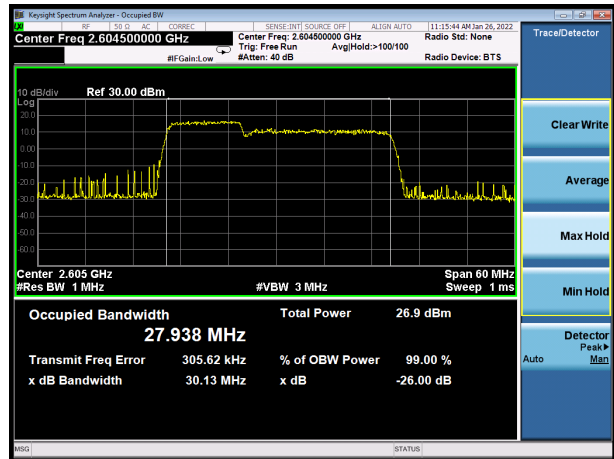 Keysight Spectrum Analyzer - Occupied BW
LXI
RF
50 Ω
AC
CORREC
SENSE:INT
SOURCE OFF
ALIGN AUTO
11:15:44 AM Jan 26, 2022
Center Freq 2.604500000 GHz
Center Freq: 2.604500000 GHz
Radio Std: None
Trig: Free Run
Avg|Hold:>100/100
#IFGain:Low
#Atten: 40 dB
Radio Device: BTS
Trace/Detector
10 dB/div
Ref 30.00 dBm
Log
20.0
10.0
0.00
-10.0
-20.0
-30.0
-40.0
-50.0
-60.0
Clear Write
Average
Max Hold
Min Hold
Detector
Peak▶
Auto
Man
Center 2.605 GHz
Span 60 MHz
#Res BW 1 MHz
#VBW 3 MHz
Sweep 1 ms
Occupied Bandwidth
Total Power
26.9 dBm
27.938 MHz
Transmit Freq Error
305.62 kHz
% of OBW Power
99.00 %
x dB Bandwidth
30.13 MHz
x dB
-26.00 dB
MSG
STATUS